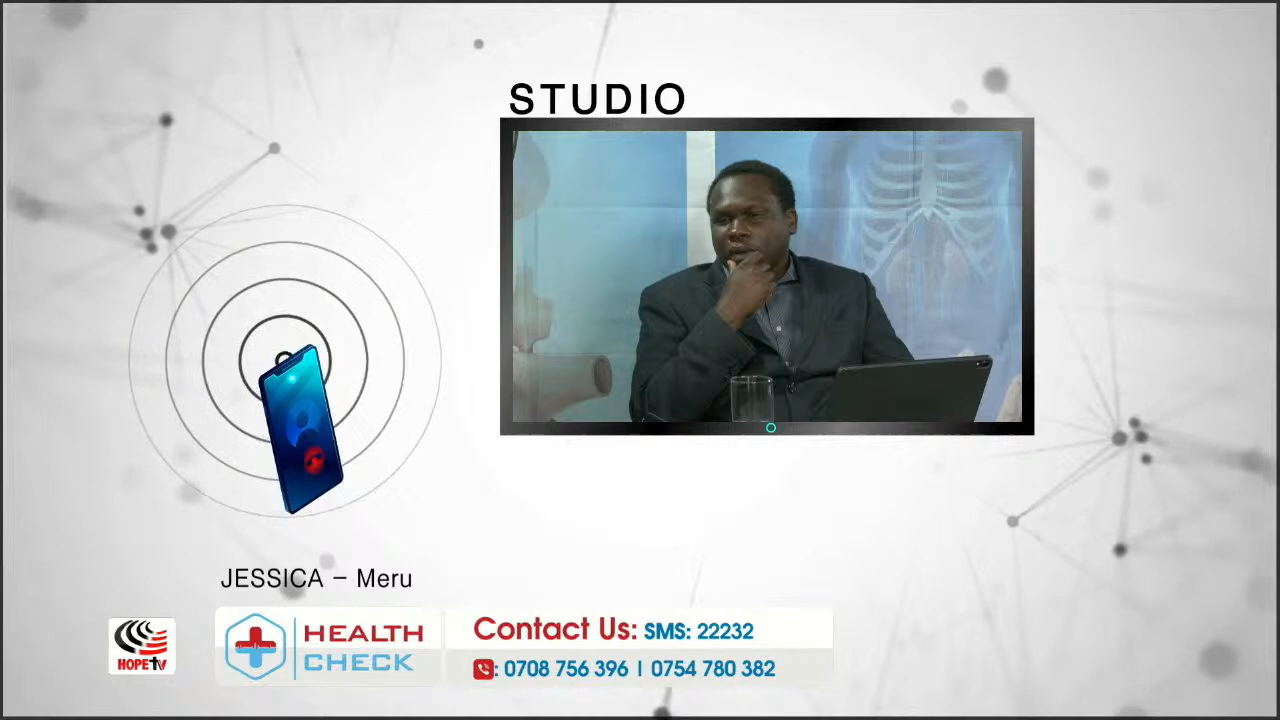 STUDIO
JESSICA - Meru
HOPE TV
HEALTH
CHECK
Contact Us: SMS: 22232
: 0708 756 396 | 0754 780 382